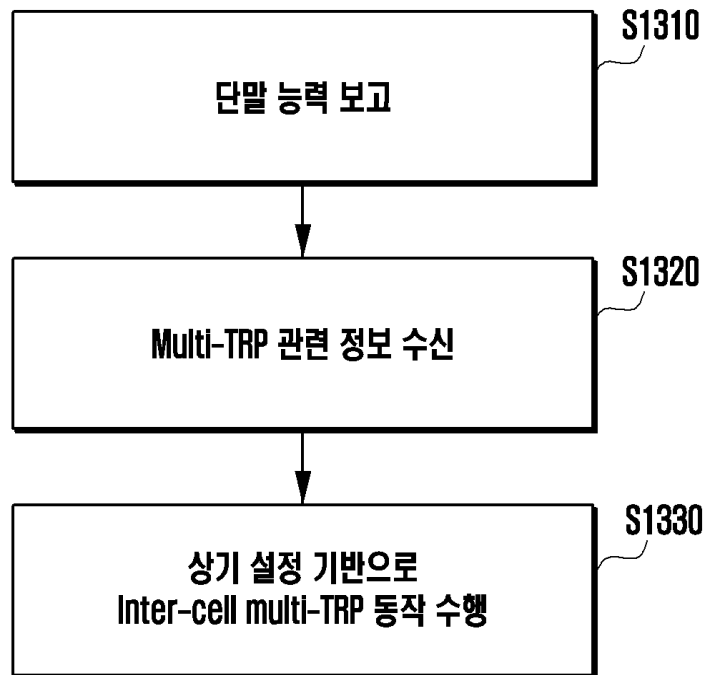 S1310
단말 능력 보고
S1320
Multi-TRP 관련 정보 수신
S1330
상기 설정 기반으로
Inter-cell multi-TRP 동작 수행